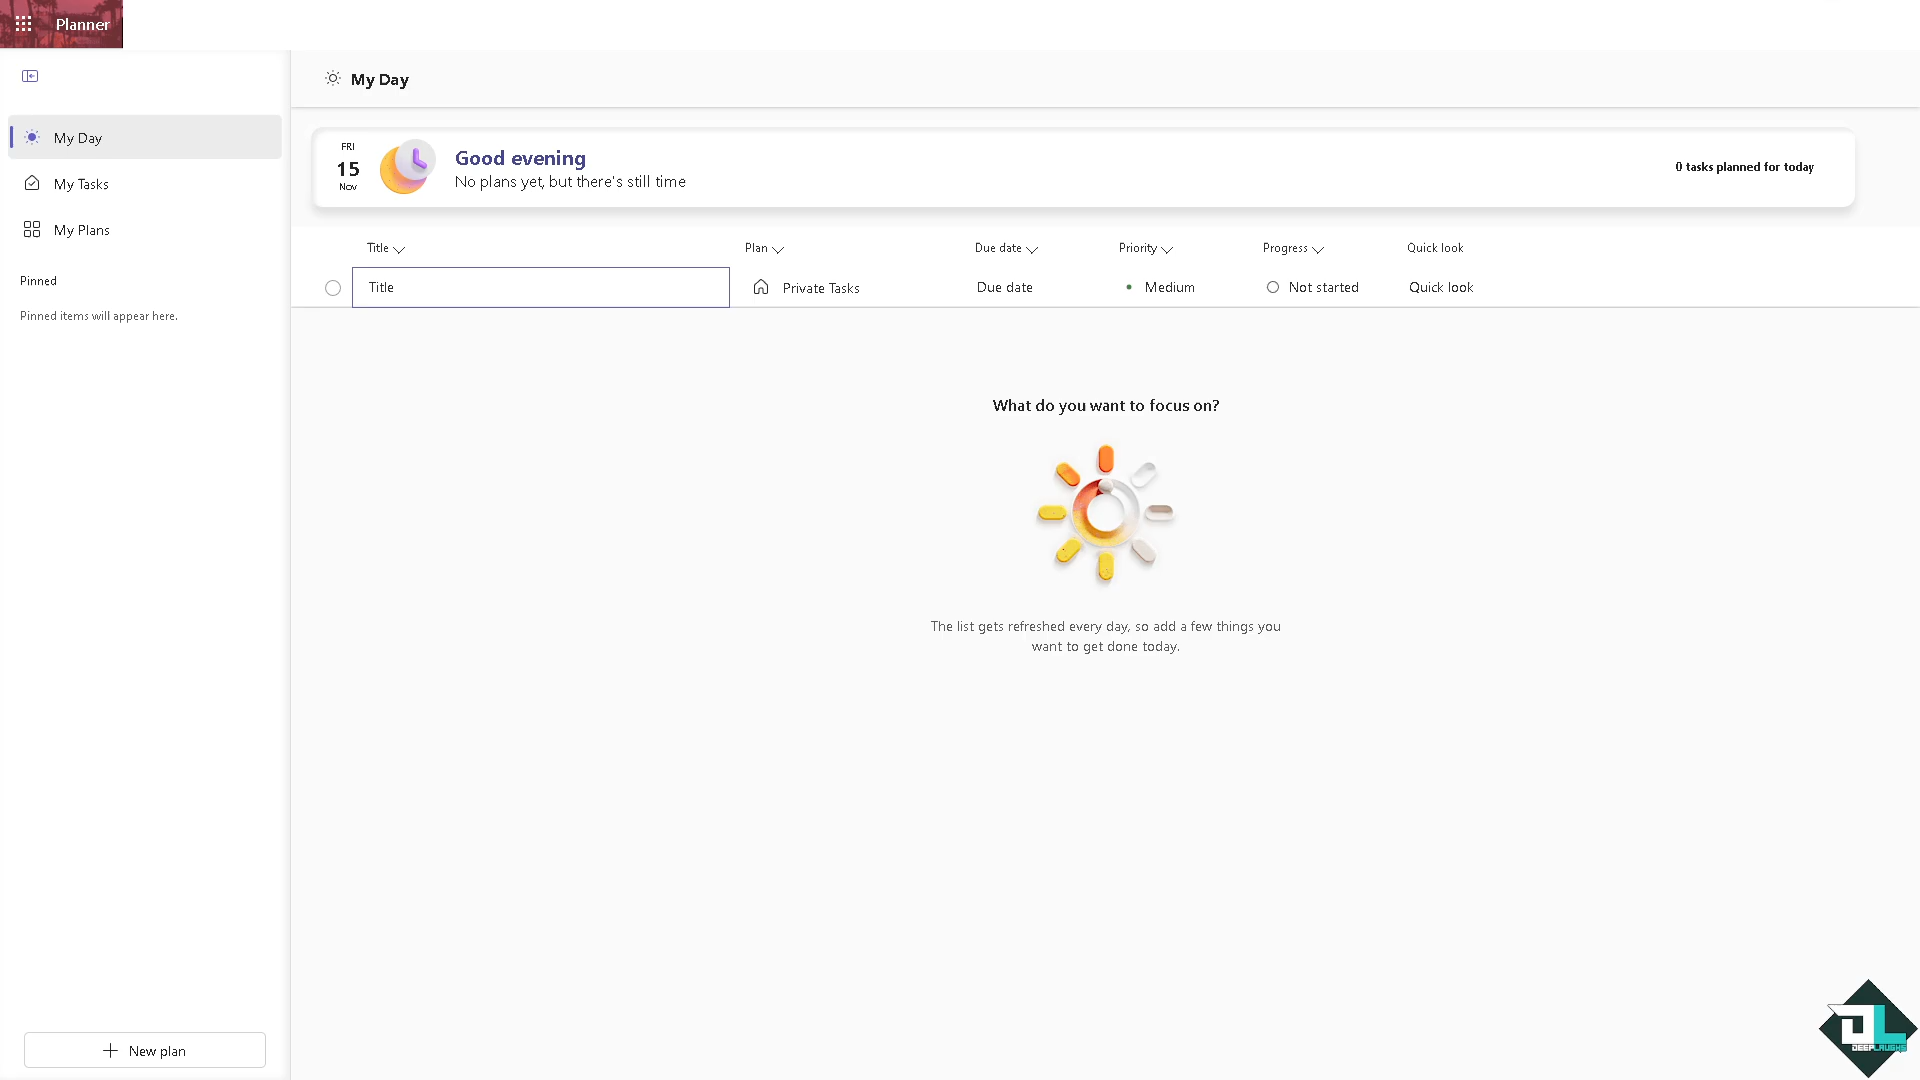 Planner
My Day
My Day
My Tasks
My Plans
Pinned
Pinned items will appear here.
New plan
FRI
15
Nov
Good evening
No plans yet, but there's still time
0 tasks planned for today
Title Plan Due date Priority Progress Quick look
Title Private Tasks Due date Medium Not started Quick look
What do you want to focus on?
The list gets refreshed every day, so add a few things you
want to get done today.
DEEPLAUGHS